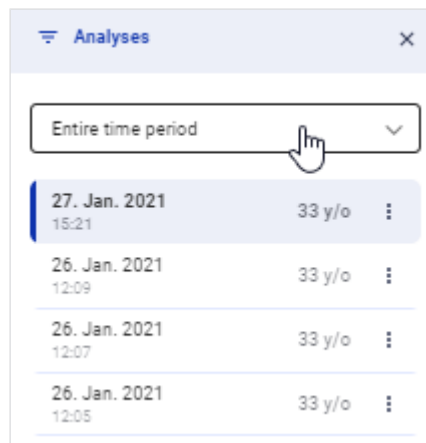 Analyses
Entire time period
27. Jan. 2021
15:21
33 y/o
26. Jan. 2021
12:09
33 y/o
26. Jan. 2021
12:07
33 y/o
26. Jan. 2021
12:05
33 y/o